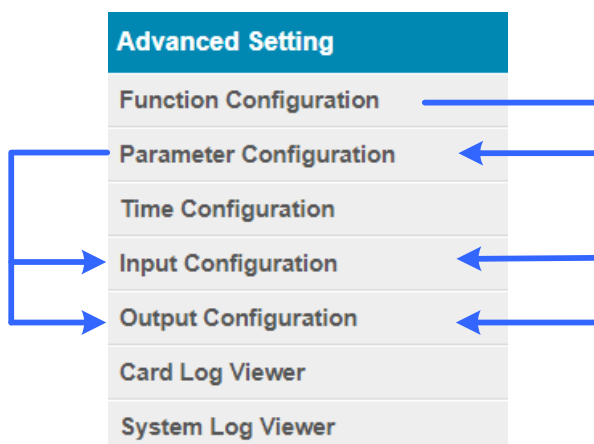 Advanced Setting
Function Configuration
Parameter Configuration
Time Configuration
Input Configuration
Output Configuration
Card Log Viewer
System Log Viewer